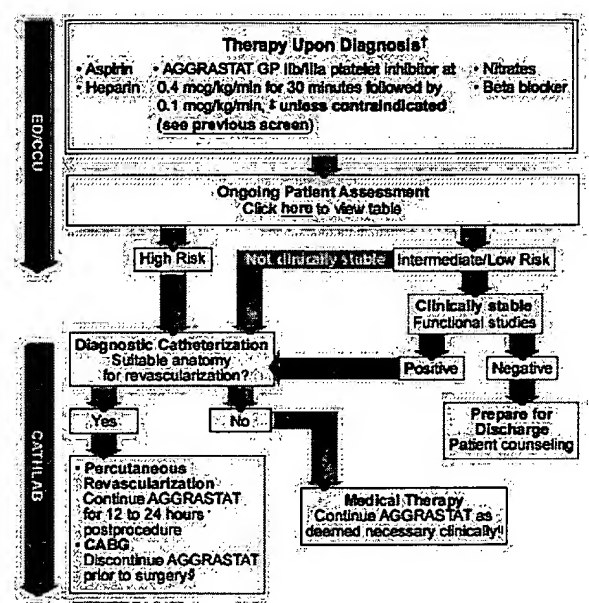 Therapy Upon Diagnosis†
• Aspirin
• Heparin
• AGGRASTAT GP IIb/IIIa platelet inhibitor at
0.4 mcg/kg/min for 30 minutes followed by
0.1 mcg/kg/min,‡ unless contraindicated
(see previous screen)
• Nitrates
• Beta blocker
ED/CCU
Ongoing Patient Assessment
Click here to view table
High Risk
Not clinically stable
Intermediate/Low Risk
Clinically stable
Functional studies
Diagnostic Catheterization
Suitable anatomy
for revascularization?
Positive
Negative
Yes
No
Prepare for
Discharge
Patient counseling
CATHLAB
• Percutaneous
Revascularization
Continue AGGRASTAT
for 12 to 24 hours
postprocedure
• CABG
Discontinue AGGRASTAT
prior to surgery§
Medical Therapy
Continue AGGRASTAT as
deemed necessary clinically